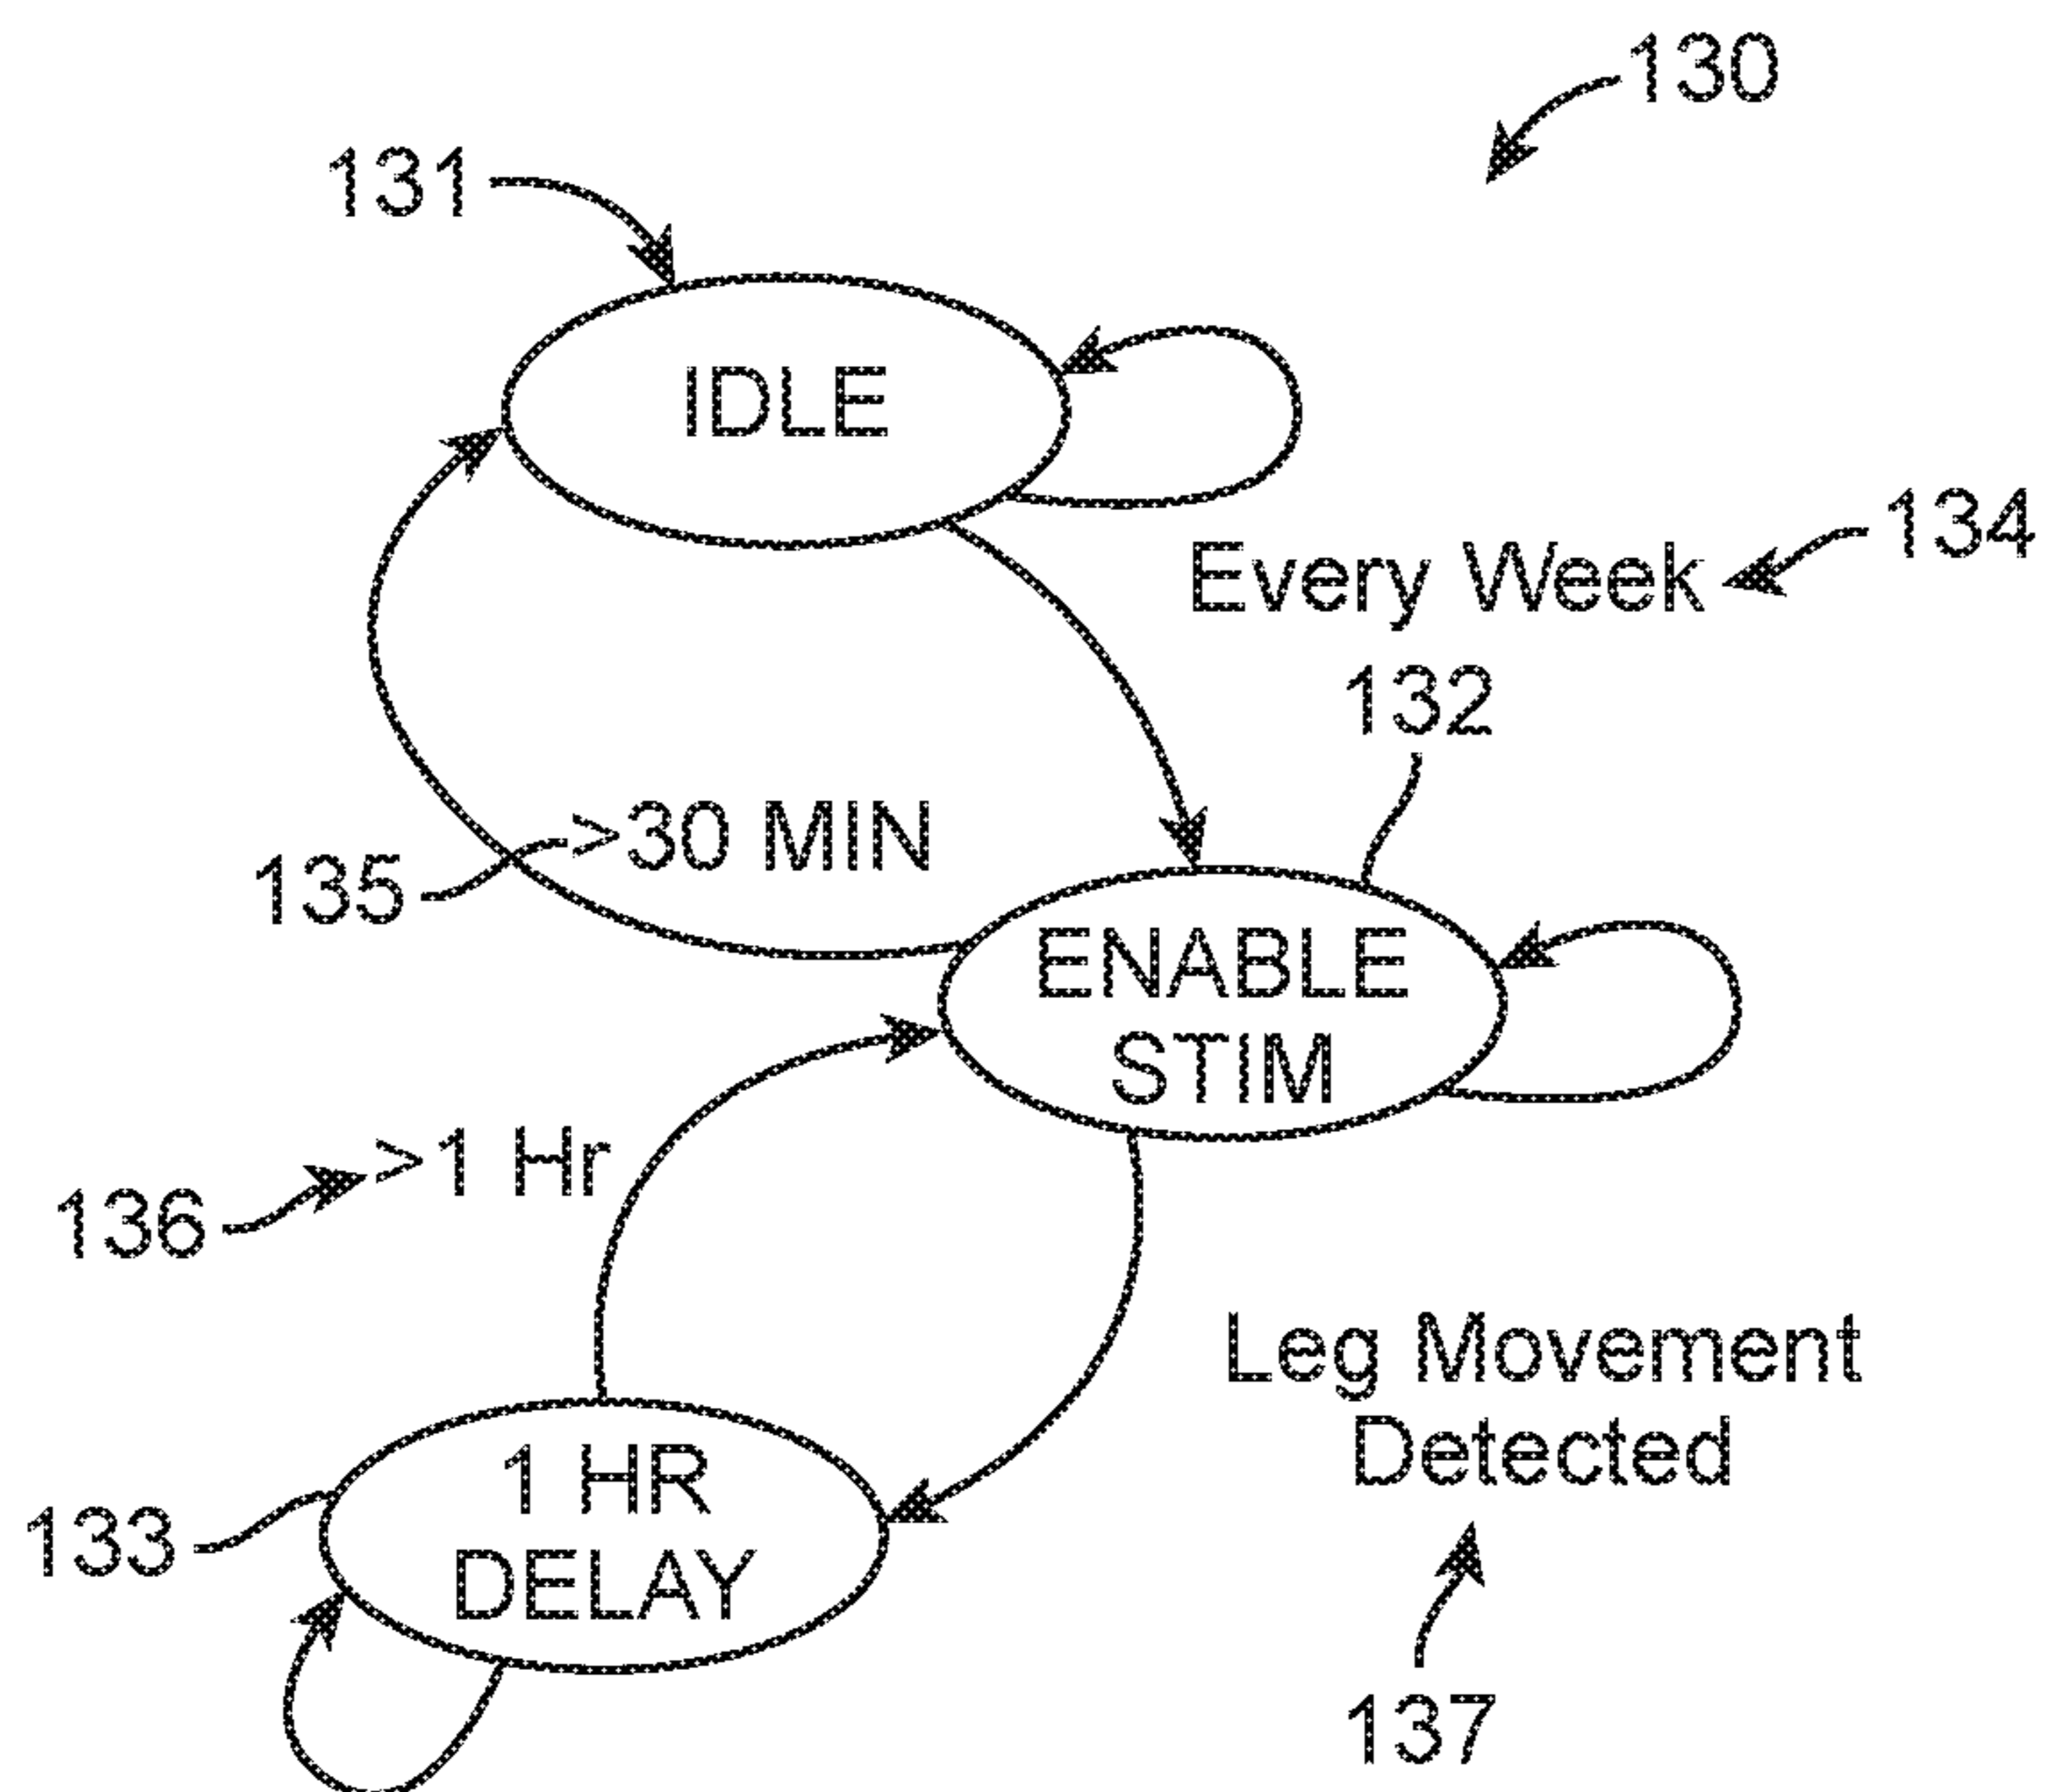 130
131
IDLE
134
Every Week
132
>30 MIN
135
ENABLE
STIM
>1 Hr
136
Leg Movement
Detected
1 HR
DELAY
133
137